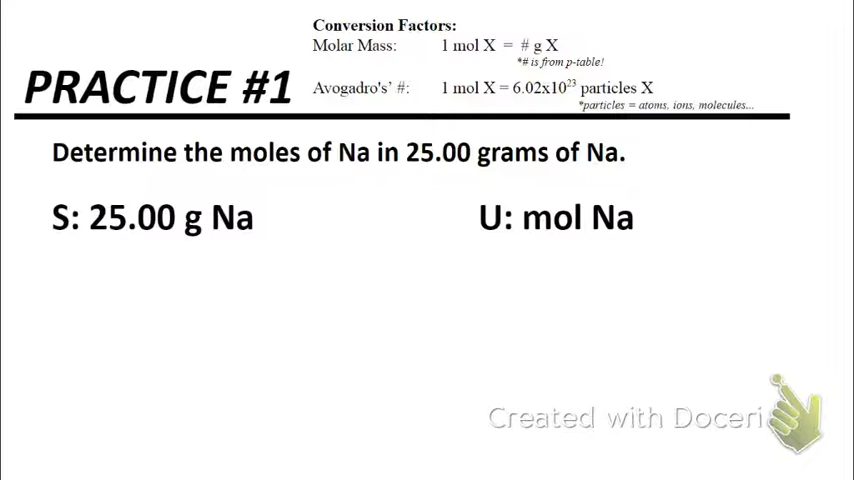 Conversion Factors:
Molar Mass: 1 mol X = # g X
*# is from p-table!
PRACTICE #1
Avogadro's' #: 1 mol X = 6.02x10²³ particles X
*particles = atoms, ions, molecules...
Determine the moles of Na in 25.00 grams of Na.
S: 25.00 g Na U: mol Na
Created with Doceri